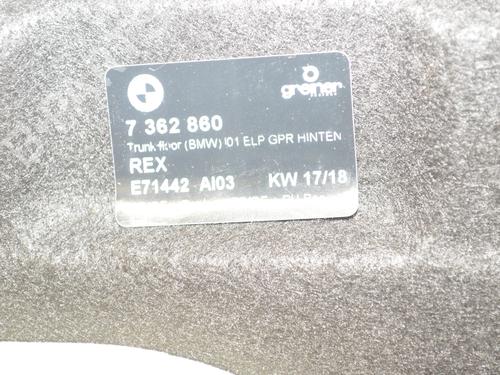 greiner
7 362 860
Trunk floor (BMW) I01 ELP GPR HINTEN
REX
E71442 AI03 KW 17/18